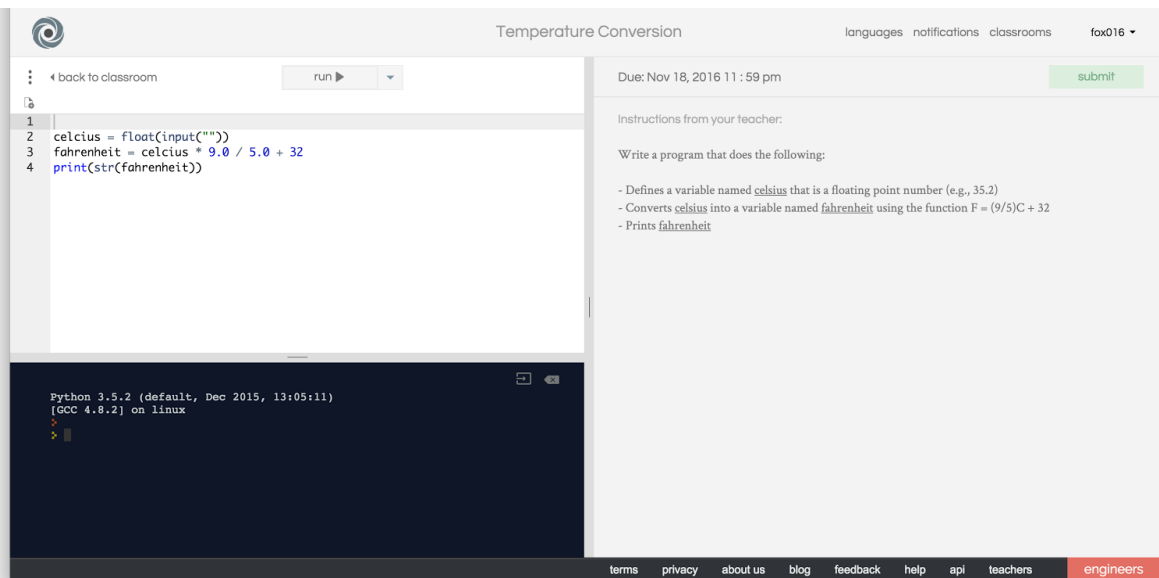 Temperature Conversion
languages notifications classrooms fox016
back to classroom
run
Due: Nov 18, 2016 11 : 59 pm
submit
1
2 celcius = float(input(""))
3 fahrenheit = celcius * 9.0 / 5.0 + 32
4 print(str(fahrenheit))
Instructions from your teacher:
Write a program that does the following:
- Defines a variable named celsius that is a floating point number (e.g., 35.2)
- Converts celsius into a variable named fahrenheit using the function F = (9/5)C + 32
- Prints fahrenheit
Python 3.5.2 (default, Dec 2015, 13:05:11)
[GCC 4.8.2] on linux
terms privacy about us blog feedback help api teachers engineers